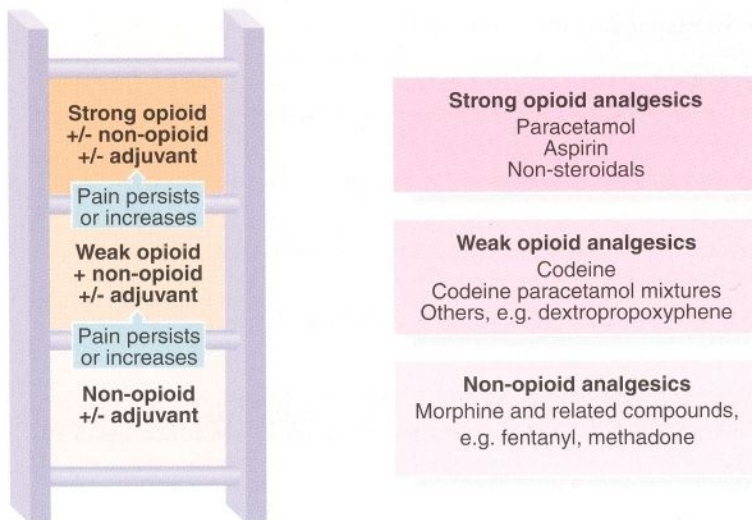 Strong opioid
+/- non-opioid
+/- adjuvant
Pain persists
or increases
Weak opioid
+ non-opioid
+/- adjuvant
Pain persists
or increases
Non-opioid
+/- adjuvant
Strong opioid analgesics
Paracetamol
Aspirin
Non-steroidals
Weak opioid analgesics
Codeine
Codeine paracetamol mixtures
Others, e.g. dextropropoxyphene
Non-opioid analgesics
Morphine and related compounds,
e.g. fentanyl, methadone